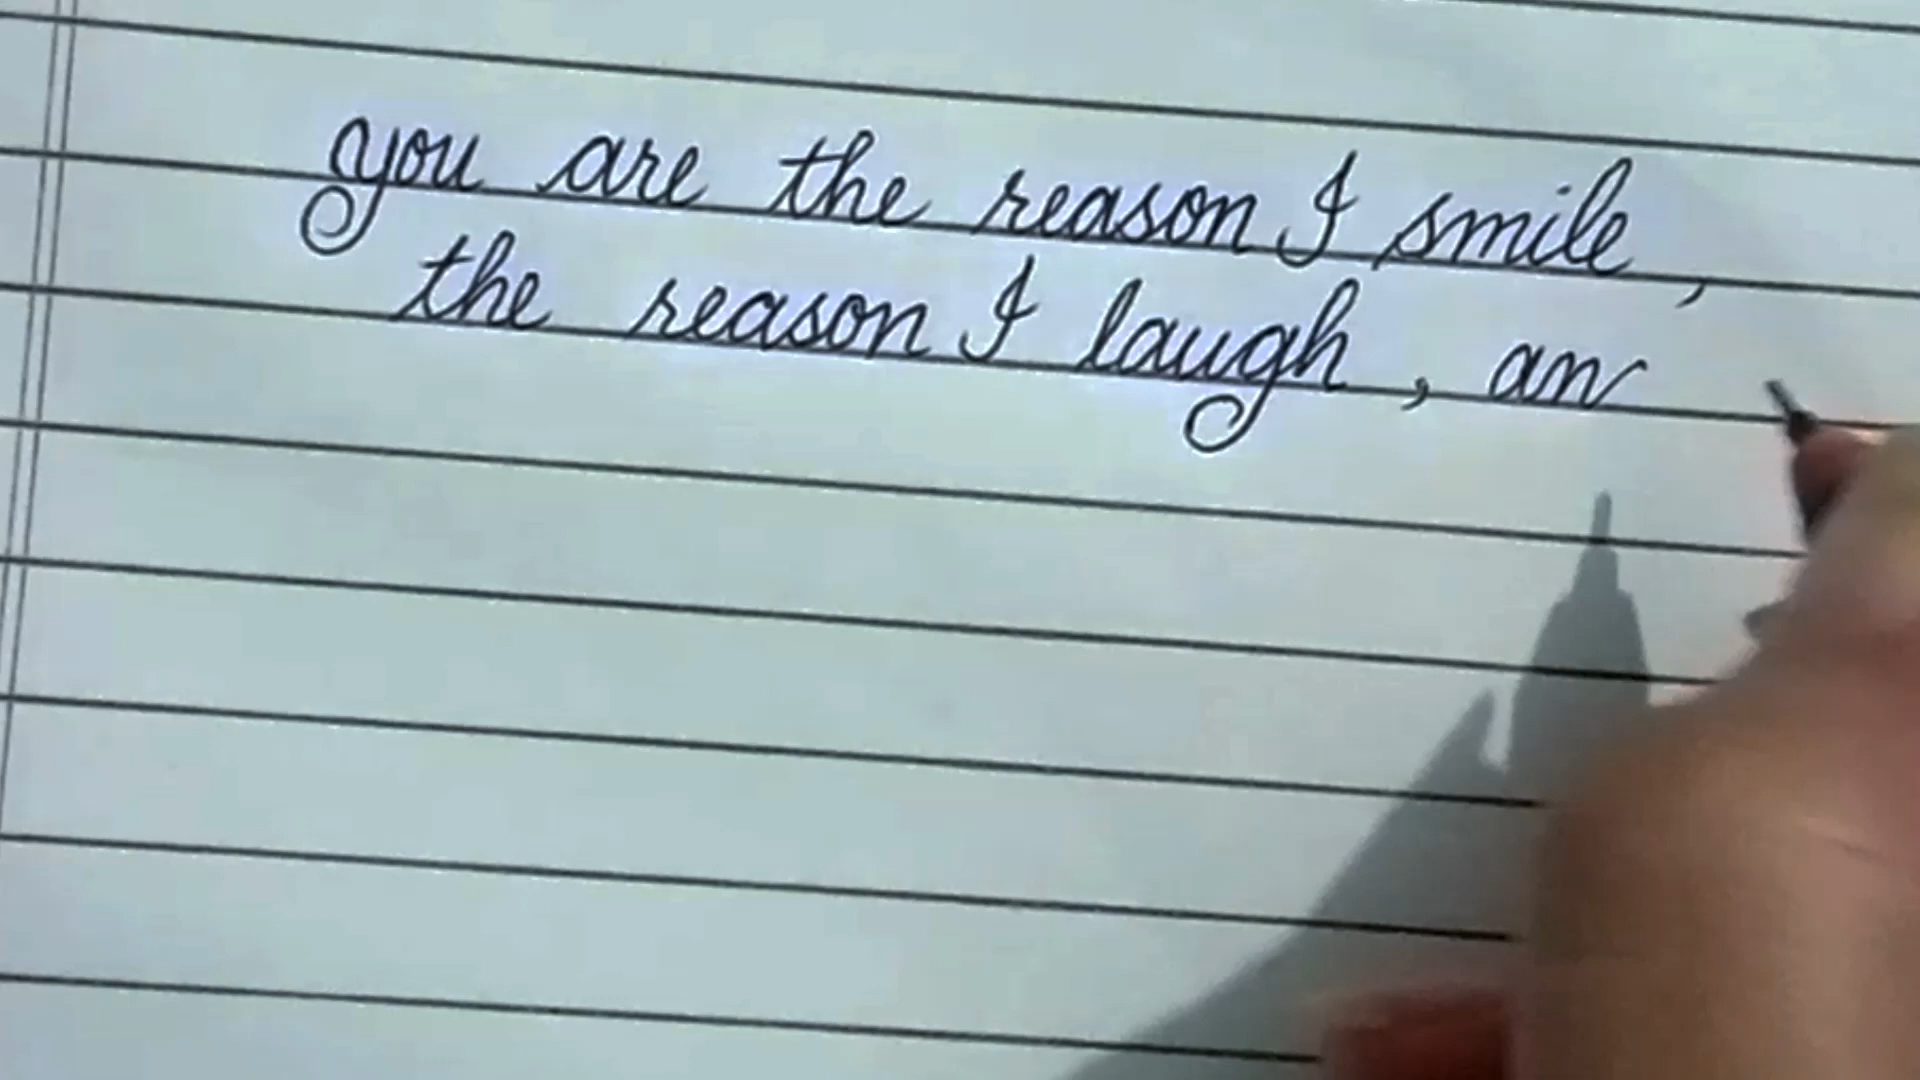 you are the reason I smile,
the reason I laugh, an